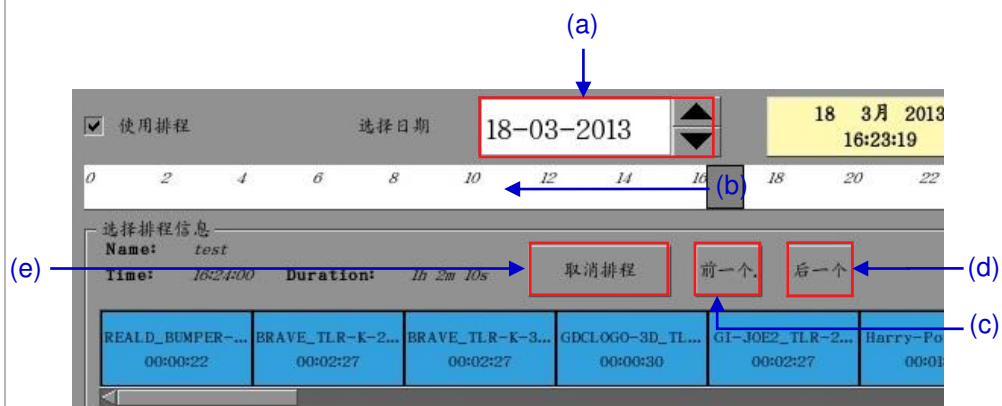 (a)
使用排程 选择日期 18-03-2013 18 3月 2013
16:23:19
0 2 4 6 8 10 12 14 16 18 20 22
(b)
选择排程信息
Name: test
(e) Time: 16:24:00 Duration: 1h 2m 10s 取消排程 前一个. 后一个 (d)
(c)
REALD_BUMPER-... BRAVE_TLR-K-2... BRAVE_TLR-K-3... GDCLOGO-3D_TL... GI-JOE2_TLR-2... Harry-Po
00:00:22 00:02:27 00:02:27 00:00:30 00:02:27 00:01